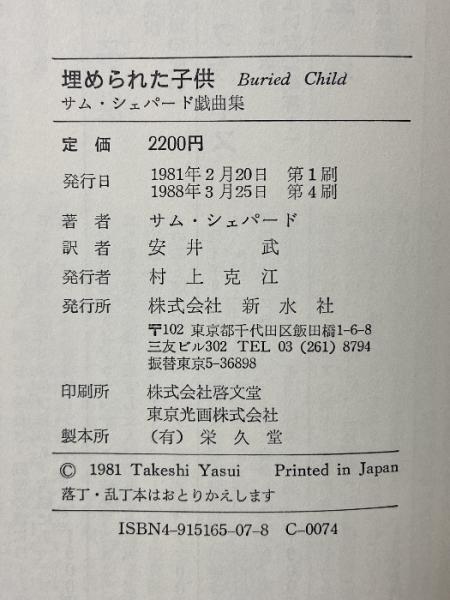 埋められた子供 Buried Child
サム・シェパード戯曲集
定価 2200円
発行日 1981年2月20日 第1刷
1988年3月25日 第4刷
著者 サム・シェパード
訳者 安井 武
発行者 村上克江
発行所 株式会社 新水社
〒102 東京都千代田区飯田橋1-6-8
三友ビル302 TEL 03 (261) 8794
振替東京5-36898
印刷所 株式会社啓文堂
東京光画株式会社
製本所 (有) 栄久堂
© 1981 Takeshi Yasui Printed in Japan
落丁・乱丁本はおとりかえします
ISBN4-915165-07-8 C-0074